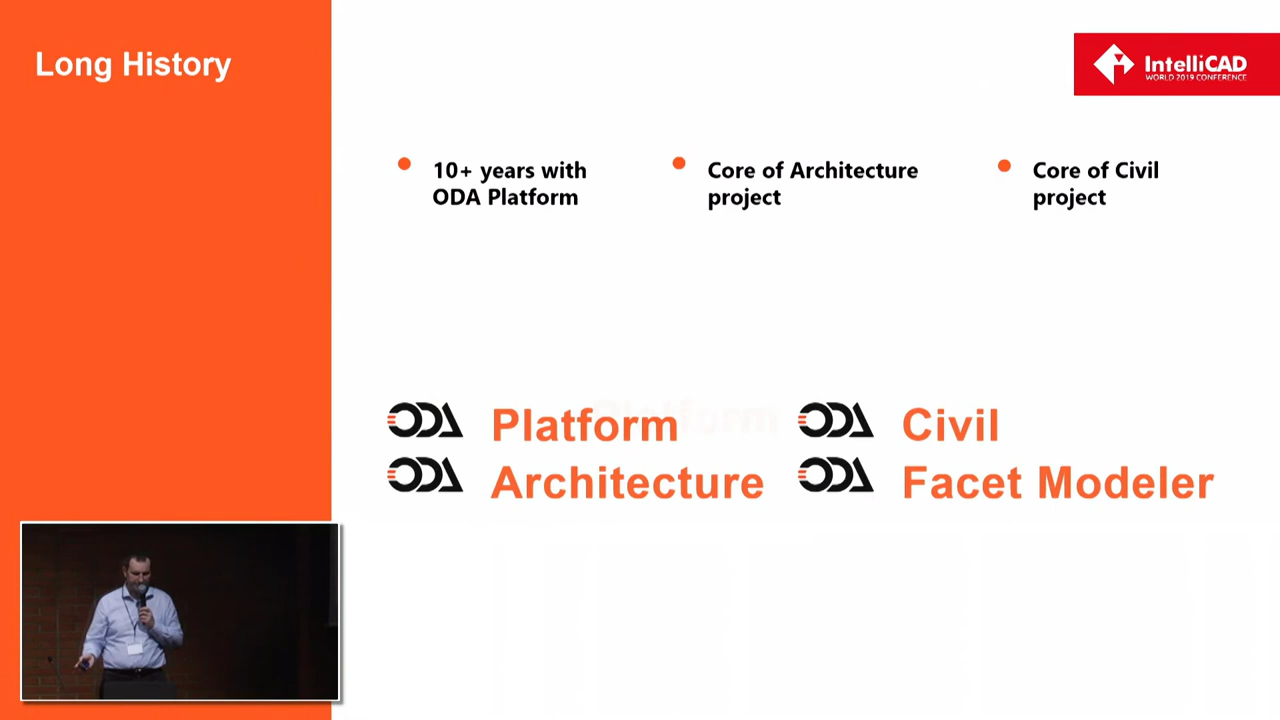 Long History
IntelliCAD
WORLD 2019 CONFERENCE
10+ years with
ODA Platform
Core of Architecture
project
Core of Civil
project
ODA Platform
ODA Civil
ODA Architecture
ODA Facet Modeler